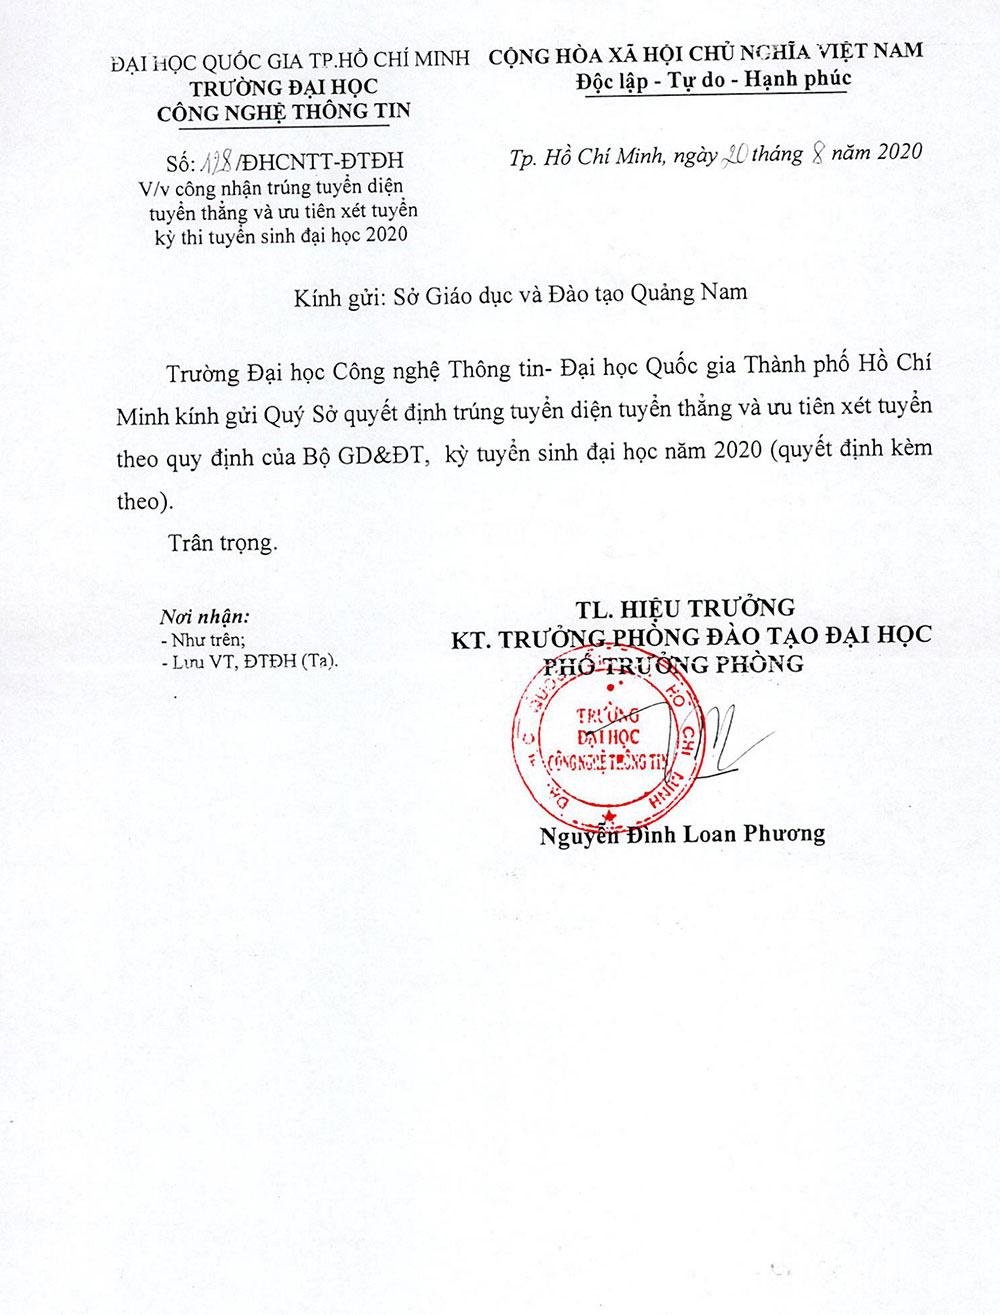 ĐẠI HỌC QUỐC GIA TP.HỒ CHÍ MINH
TRƯỜNG ĐẠI HỌC
CÔNG NGHỆ THÔNG TIN
CỘNG HÒA XÃ HỘI CHỦ NGHĨA VIỆT NAM
Độc lập - Tự do - Hạnh phúc
Số: 128/ĐHCNTT-ĐTĐH
V/v công nhận trúng tuyển diện
tuyển thẳng và ưu tiên xét tuyển
kỳ thi tuyển sinh đại học 2020
Tp. Hồ Chí Minh, ngày 20 tháng 8 năm 2020
Kính gửi: Sở Giáo dục và Đào tạo Quảng Nam
Trường Đại học Công nghệ Thông tin- Đại học Quốc gia Thành phố Hồ Chí
Minh kính gửi Quý Sở quyết định trúng tuyển diện tuyển thẳng và ưu tiên xét tuyển
theo quy định của Bộ GD&ĐT, kỳ tuyển sinh đại học năm 2020 (quyết định kèm
theo).
Trân trọng.
Nơi nhận:
- Như trên;
- Lưu VT, ĐTĐH (Ta).
TL. HIỆU TRƯỞNG
KT. TRƯỞNG PHÒNG ĐÀO TẠO ĐẠI HỌC
PHÓ TRƯỞNG PHÒNG
TRƯỜNG
ĐẠI HỌC
CÔNG NGHỆ THÔNG TIN
HỒ CHÍ MINH
Nguyễn Đình Loan Phương